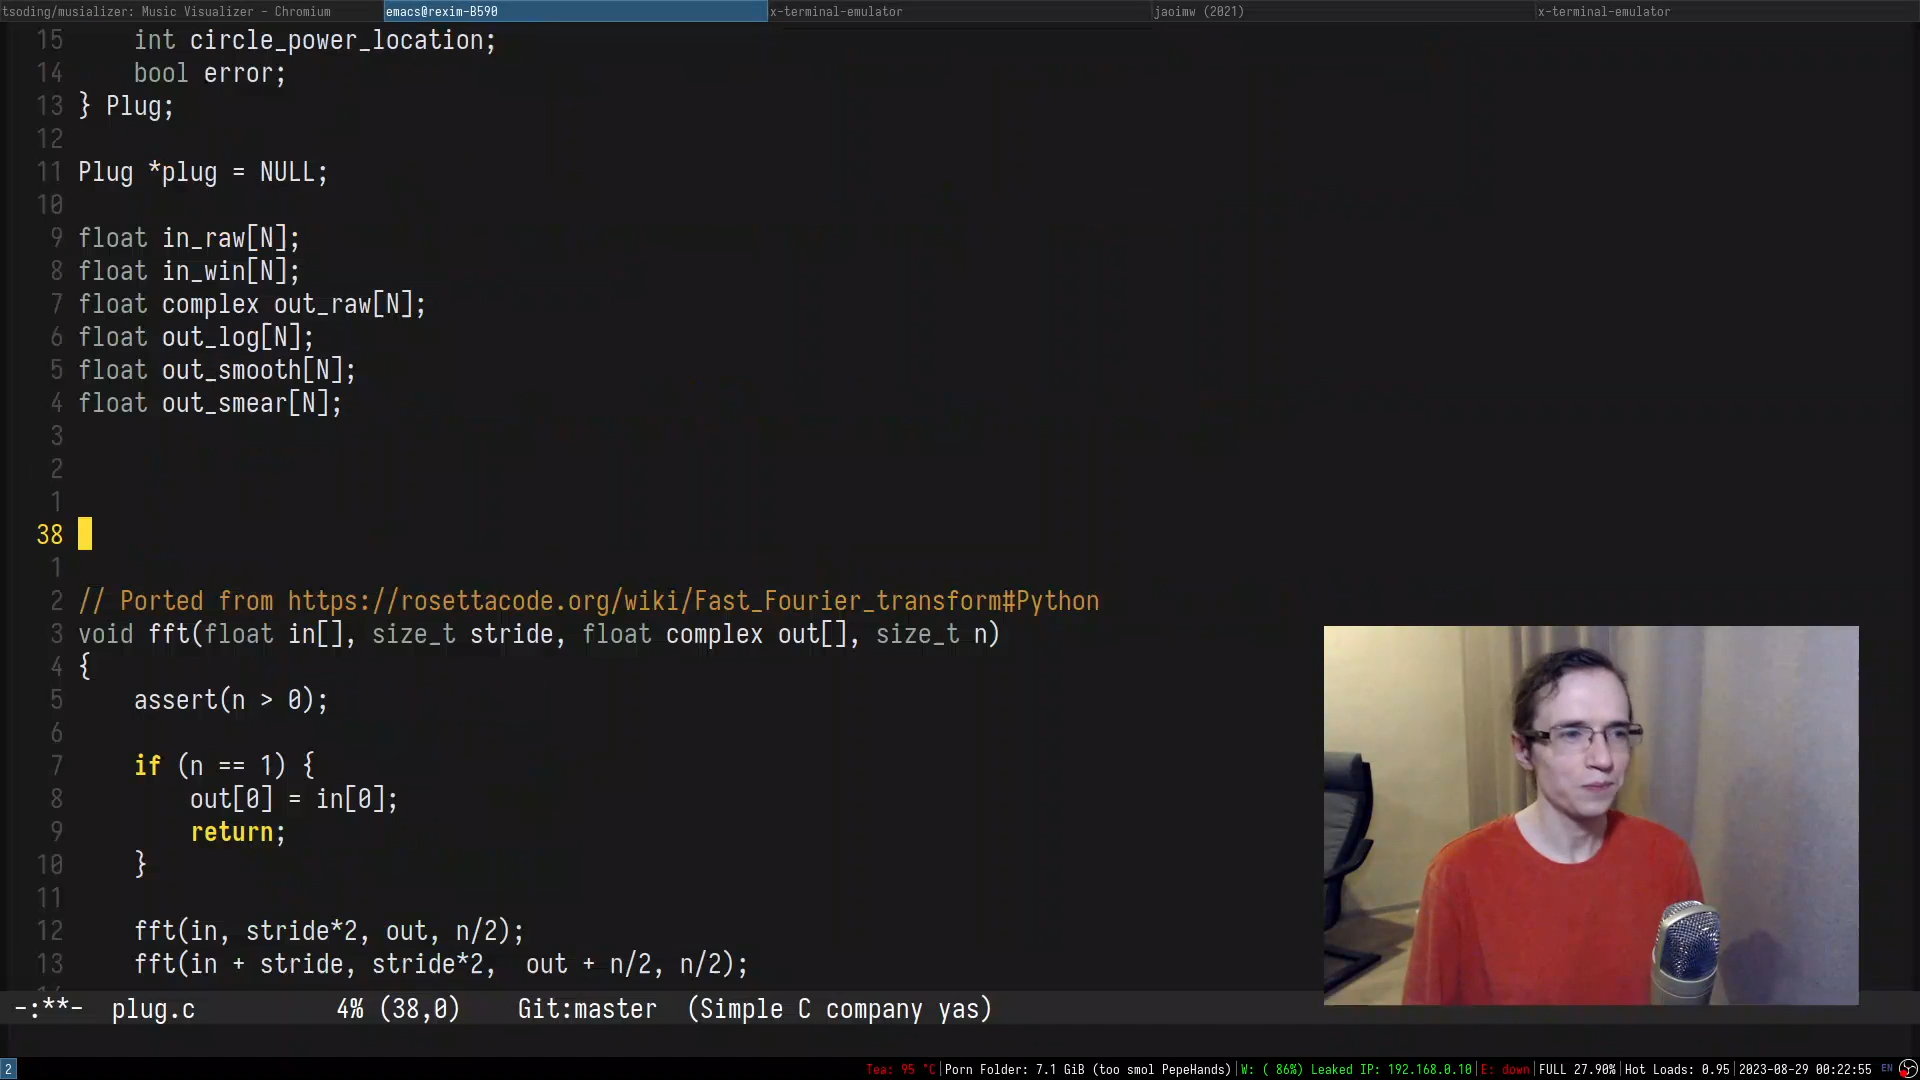 tsoding/musializer: Music Visualizer - Chromium
emacs@rexim-B590
x-terminal-emulator
jaoimw (2021)
x-terminal-emulator
15 int circle_power_location;
14 bool error;
13 } Plug;
12
11 Plug *plug = NULL;
10
9 float in_raw[N];
8 float in_win[N];
7 float complex out_raw[N];
6 float out_log[N];
5 float out_smooth[N];
4 float out_smear[N];
3
2
1
38
1
2 // Ported from https://rosettacode.org/wiki/Fast_Fourier_transform#Python
3 void fft(float in[], size_t stride, float complex out[], size_t n)
4 {
5 assert(n > 0);
6
7 if (n == 1) {
8 out[0] = in[0];
9 return;
10 }
11
12 fft(in, stride*2, out, n/2);
13 fft(in + stride, stride*2,  out + n/2, n/2);
-:**- plug.c 4% (38,0) Git:master (Simple C company yas)
2 Tea: 95 °C|Porn Folder: 7.1 GiB (too smol PepeHands)|W: ( 86%) Leaked IP: 192.168.0.10|E: down|FULL 27.90%|Hot Loads: 0.95|2023-08-29 00:22:55 EN